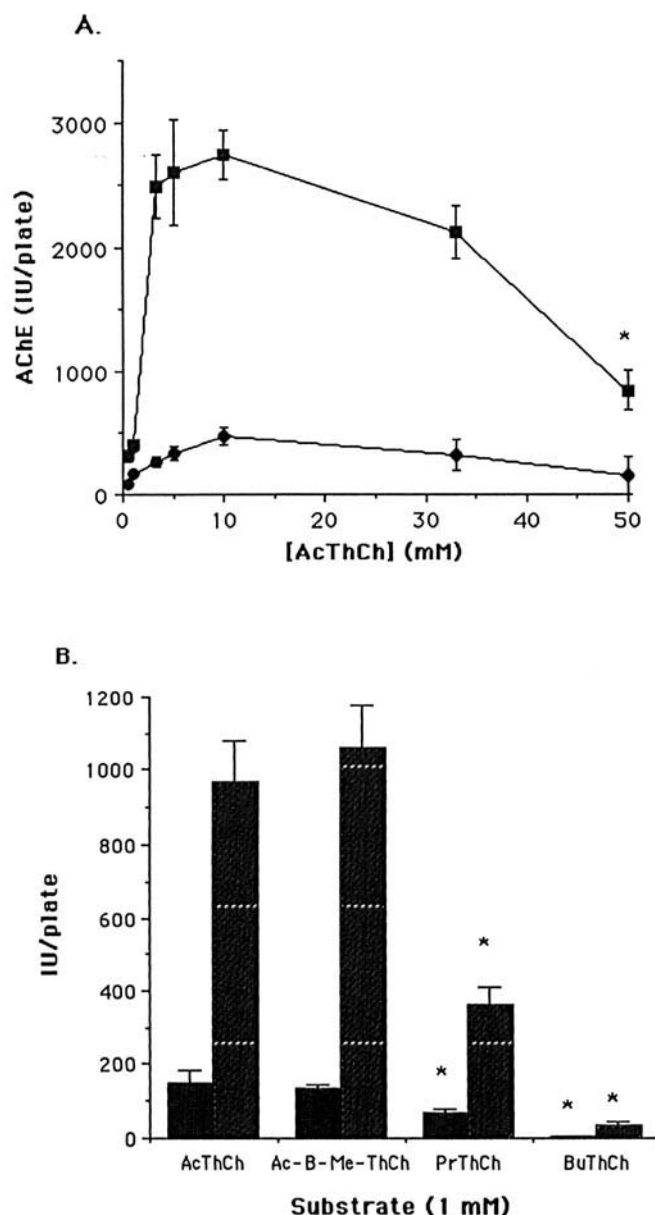 A.
AChE (IU/plate)
3000
2000
1000
0
0 10 20 30 40 50
*
[AcThCh] (mM)
B.
IU/plate
1200
1000
800
600
400
200
0
* * * *
AcThCh Ac-B-Me-ThCh PrThCh BuThCh
Substrate (1 mM)